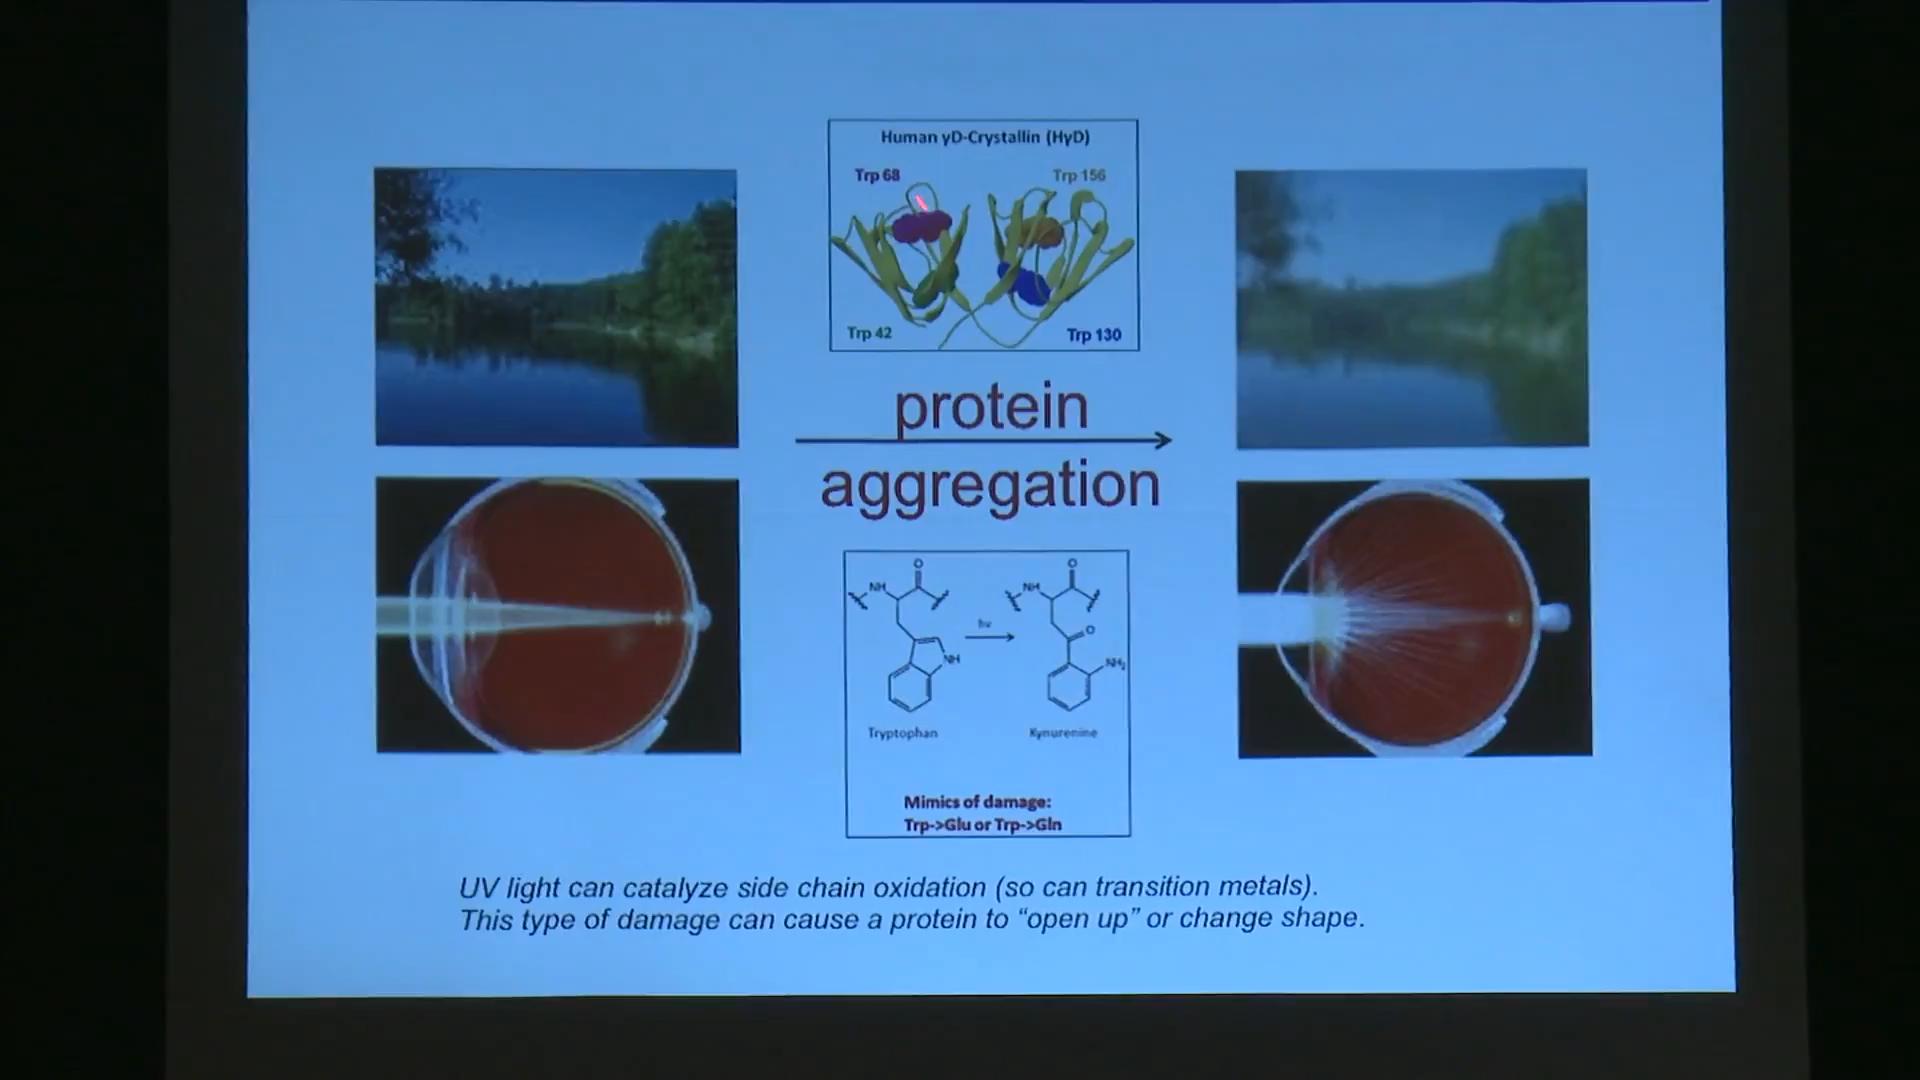 Human γD-Crystallin (HγD)
Trp 68
Trp 156
Trp 42
Trp 130
protein
aggregation
NH
O
NH
O
hν
O
NH
NH₂
Tryptophan
Kynurenine
Mimics of damage:
Trp->Glu or Trp->Gln
UV light can catalyze side chain oxidation (so can transition metals).
This type of damage can cause a protein to “open up” or change shape.